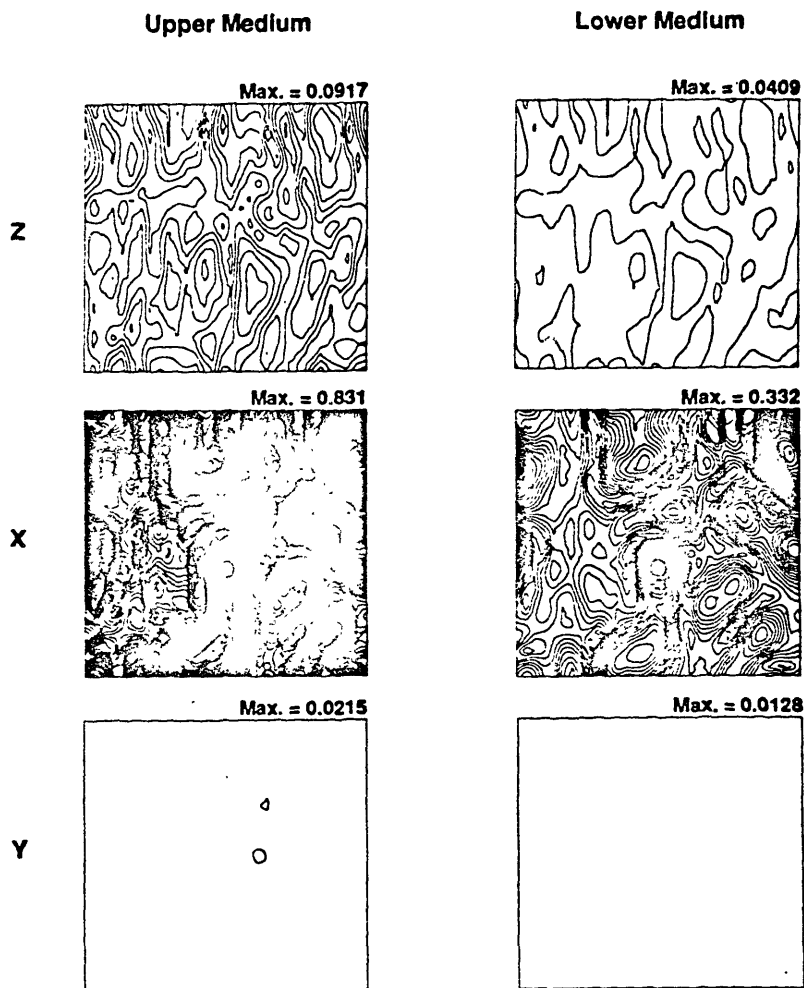 Upper Medium
Lower Medium
Max. = 0.0917
Max. = 0.0409
Z
Max. = 0.831
Max. = 0.332
X
Max. = 0.0215
Max. = 0.0128
Y